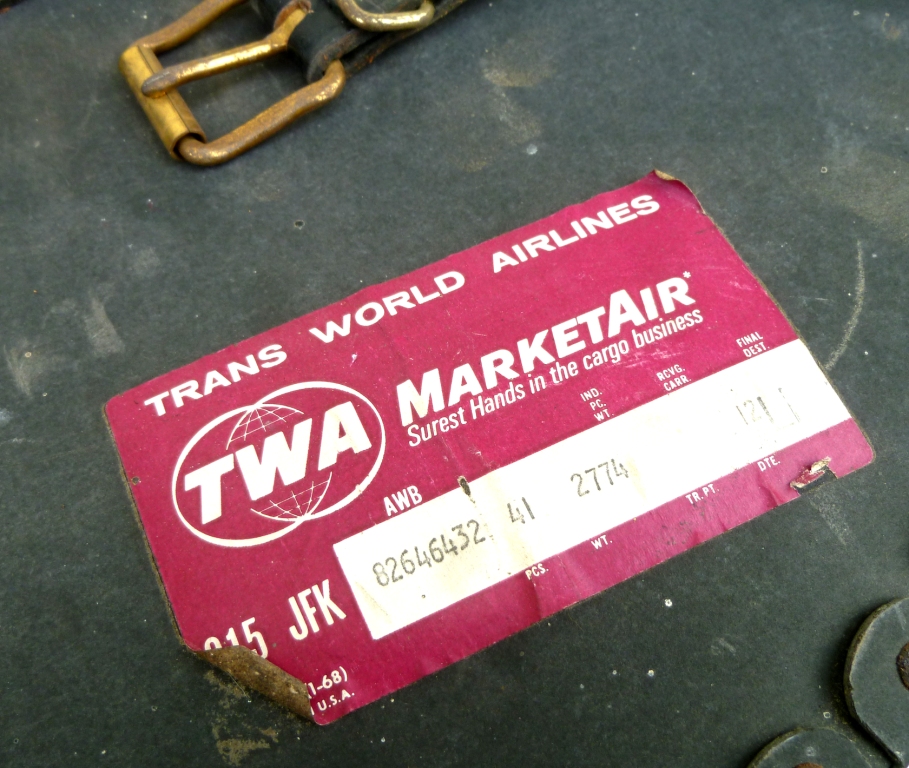 TRANS WORLD AIRLINES
TWA
MARKETAIR*
Surest Hands in the cargo business
AWB
IND. PC. WT.
RCVG. CARR.
FINAL DEST.
82646432 41 2774
PCS.
WT.
TR. PT.
DTE.
JFK
U.S.A.